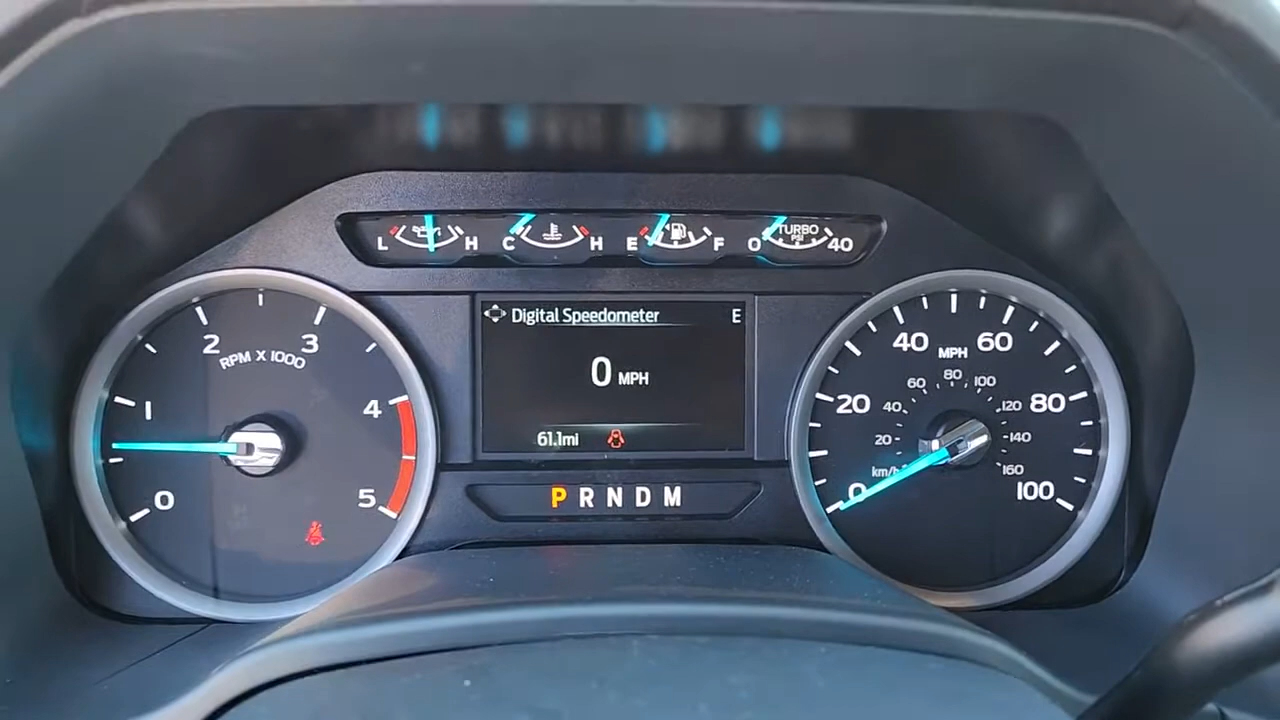 L H C H E F 0 TURBO PSI 40
0 1 2 3 4 5
RPM X 1000
Digital Speedometer E
0 MPH
61.1mi
P R N D M
0 20 40 60 80 100
MPH
km/h 20 40 60 80 100 120 140 160